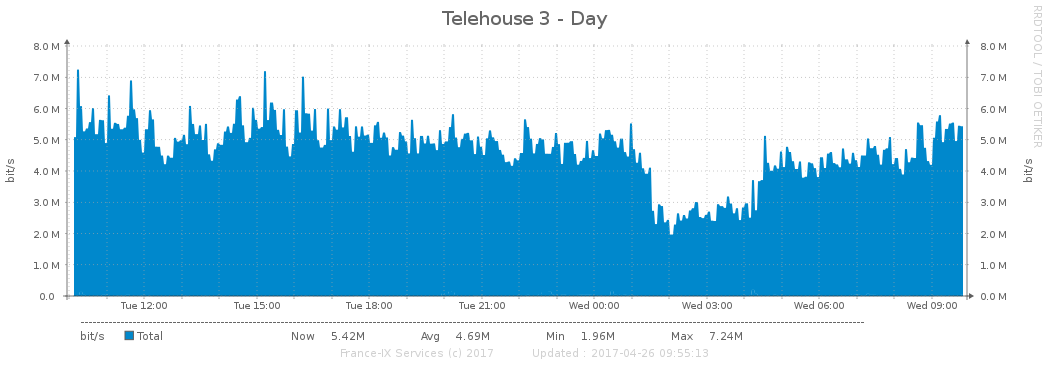 Telehouse 3 - Day
RRDTOOL / TOBI OETIKER
bit/s
8.0 M 8.0 M
7.0 M 7.0 M
6.0 M 6.0 M
5.0 M 5.0 M
4.0 M 4.0 M
3.0 M 3.0 M
2.0 M 2.0 M
1.0 M 1.0 M
0.0 0.0 M
bit/s
Tue 12:00 Tue 15:00 Tue 18:00 Tue 21:00 Wed 00:00 Wed 03:00 Wed 06:00 Wed 09:00
bit/s Total Now 5.42M Avg 4.69M Min 1.96M Max 7.24M
France-IX Services (c) 2017 Updated : 2017-04-26 09:55:13